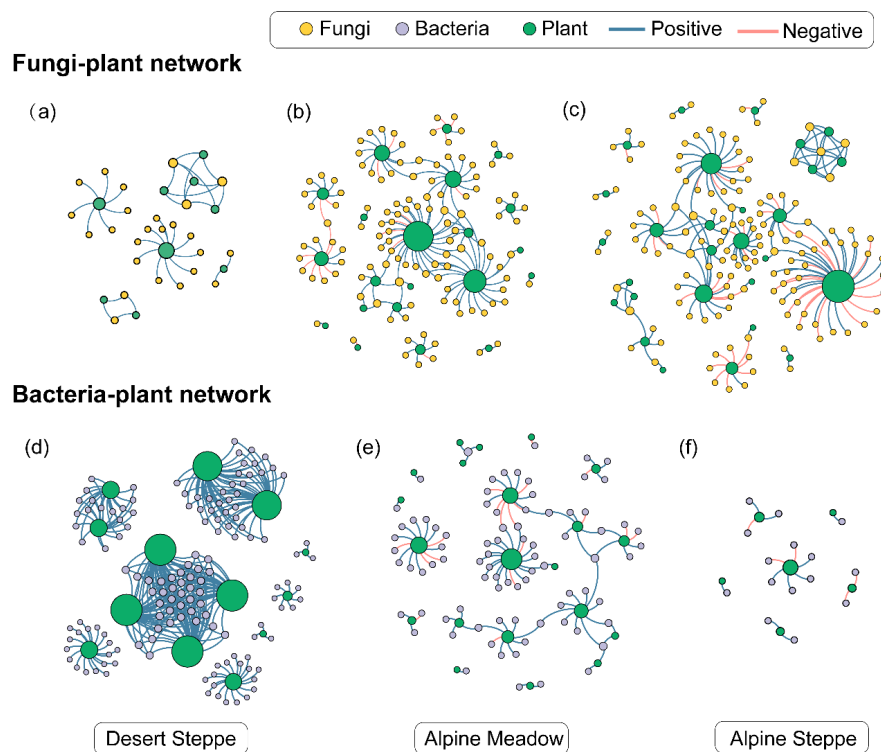 Fungi Bacteria Plant Positive Negative
Fungi-plant network
(a)
(b)
(c)
Bacteria-plant network
(d)
(e)
(f)
Desert Steppe
Alpine Meadow
Alpine Steppe